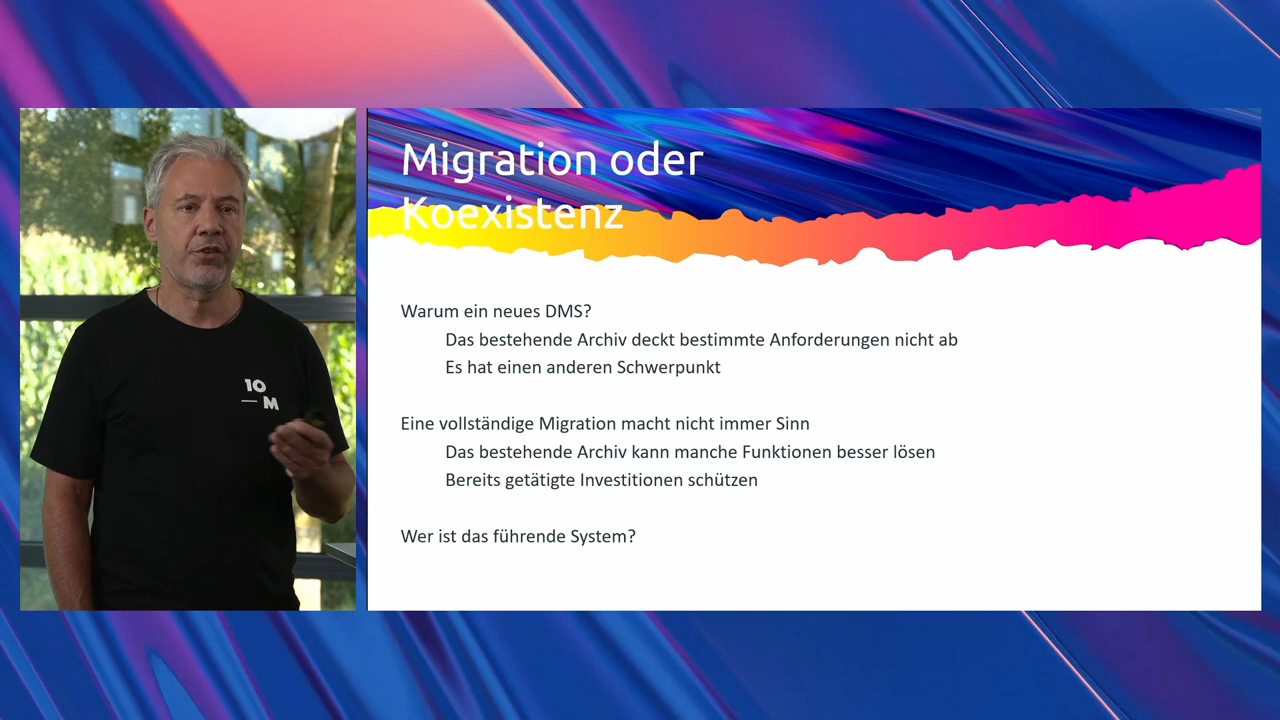 Migration oder
Koexistenz
Warum ein neues DMS?
Das bestehende Archiv deckt bestimmte Anforderungen nicht ab
Es hat einen anderen Schwerpunkt
Eine vollständige Migration macht nicht immer Sinn
Das bestehende Archiv kann manche Funktionen besser lösen
Bereits getätigte Investitionen schützen
Wer ist das führende System?
10
— M